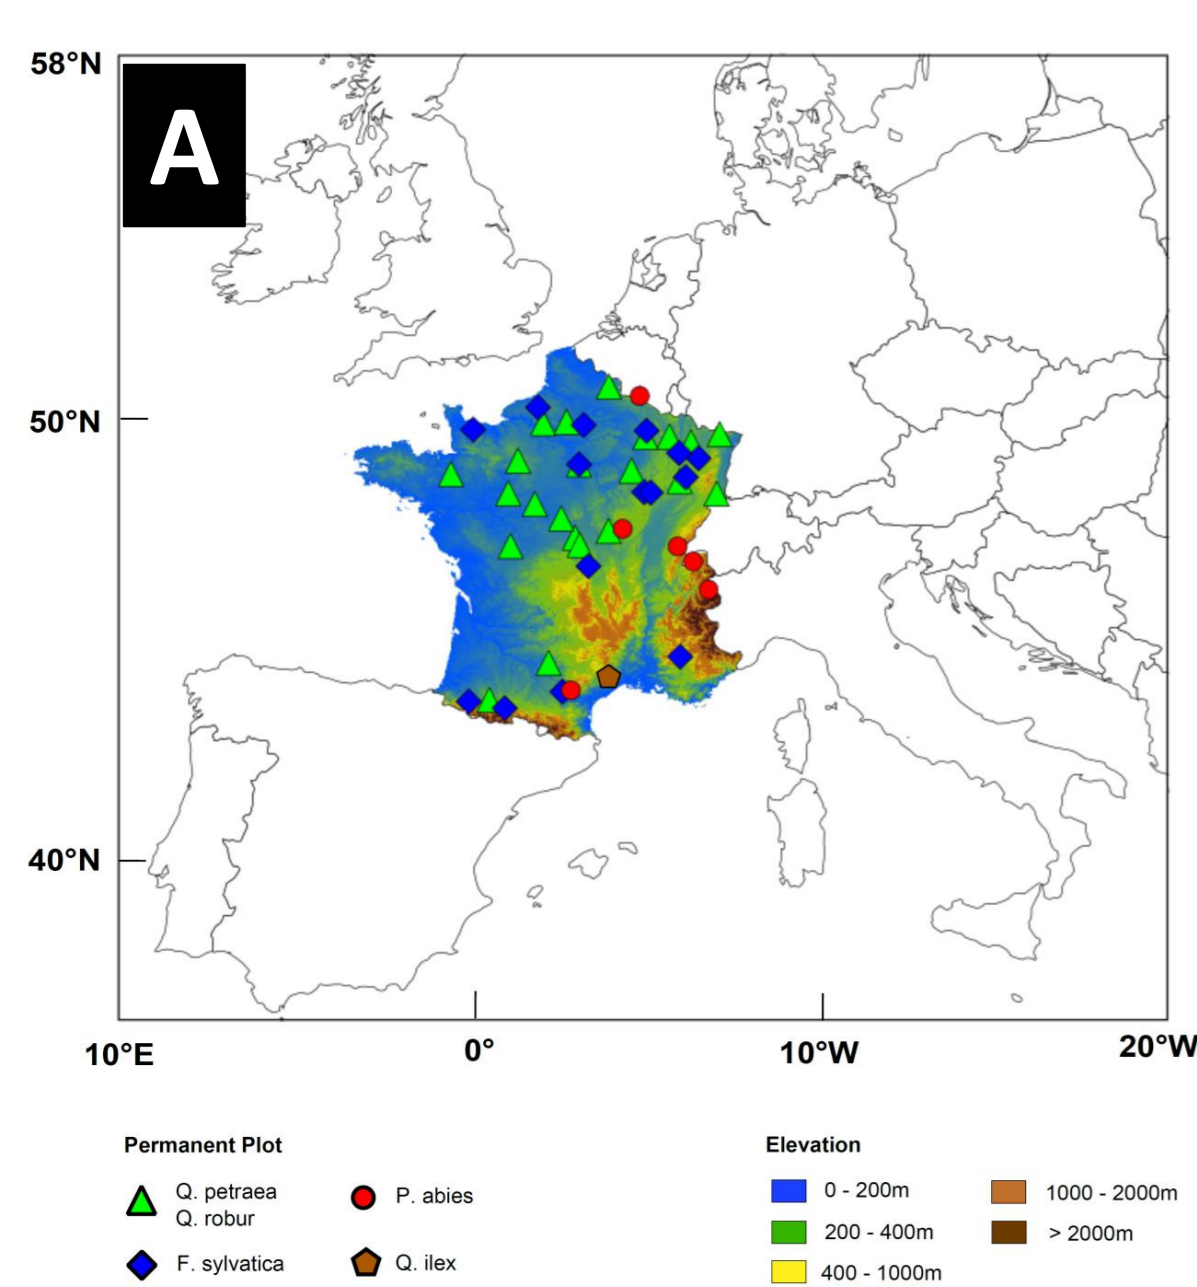 58°N
A
50°N
40°N
10°E 0° 10°W 20°W
Permanent Plot
Q. petraea
Q. robur
P. abies
F. sylvatica
Q. ilex
Elevation
0 - 200m
200 - 400m
400 - 1000m
1000 - 2000m
> 2000m